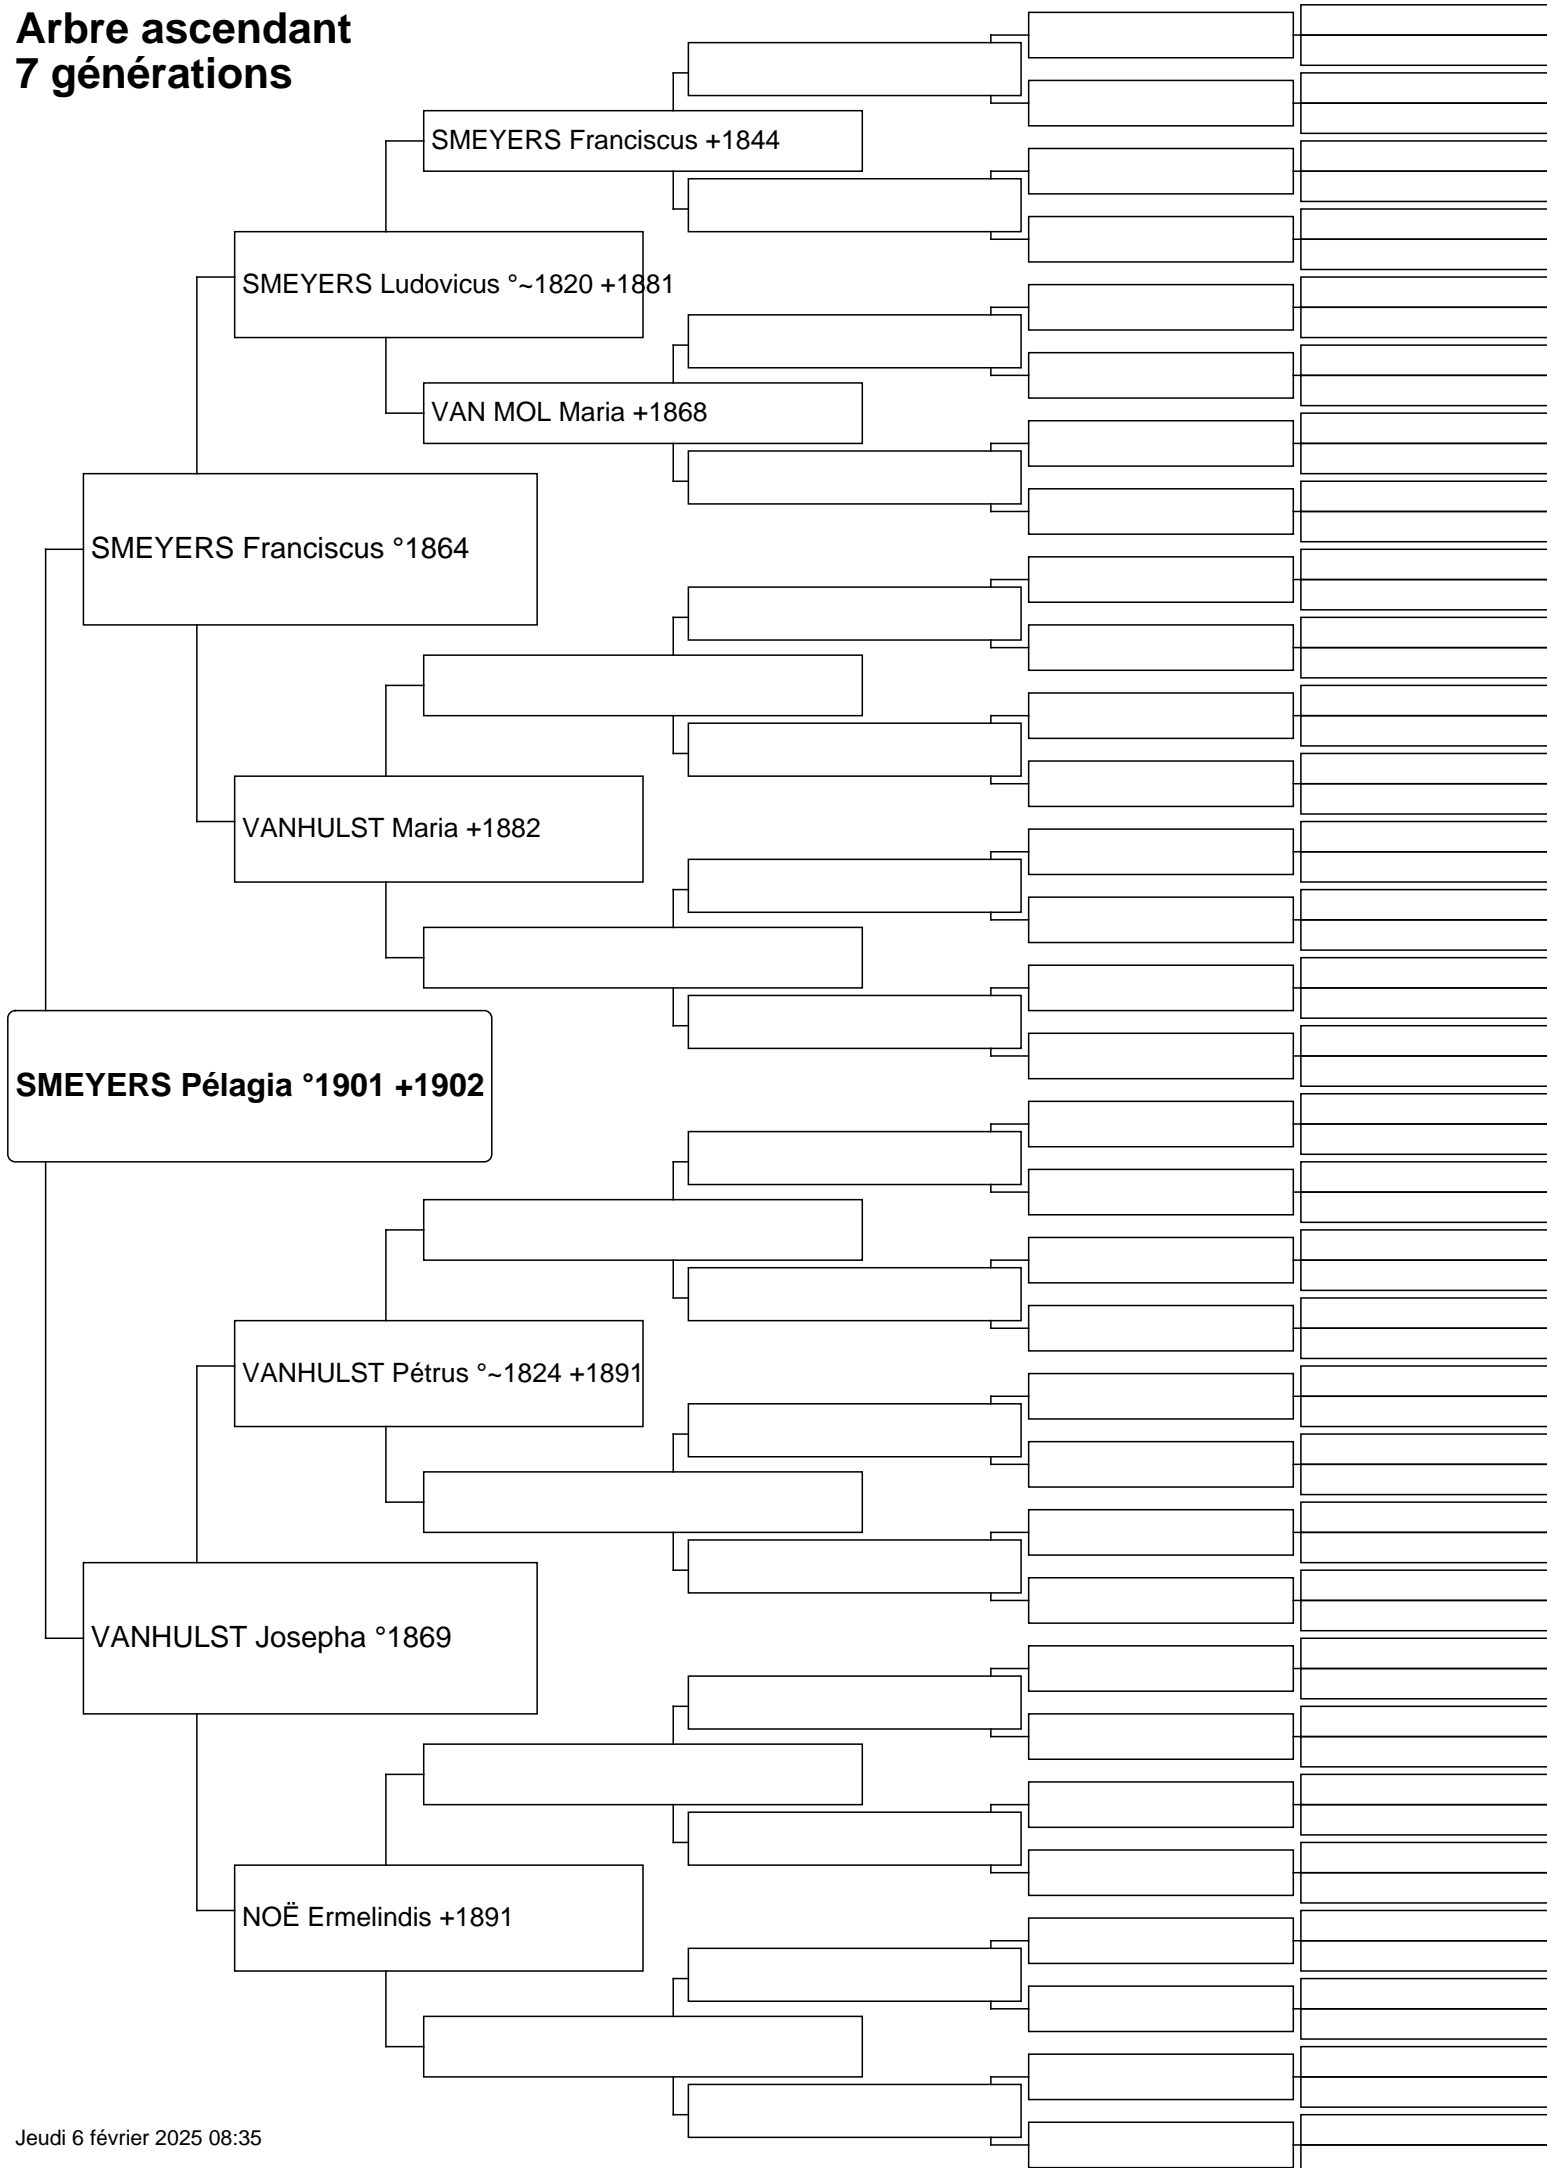 Arbre ascendant
7 générations
SMEYERS Franciscus +1844
SMEYERS Ludovicus °~1820 +1881
VAN MOL Maria +1868
SMEYERS Franciscus °1864
VANHULST Maria +1882
SMEYERS Pélagia °1901 +1902
VANHULST Pétrus °~1824 +1891
VANHULST Josepha °1869
NOË Ermelindis +1891
Jeudi 6 février 2025 08:35